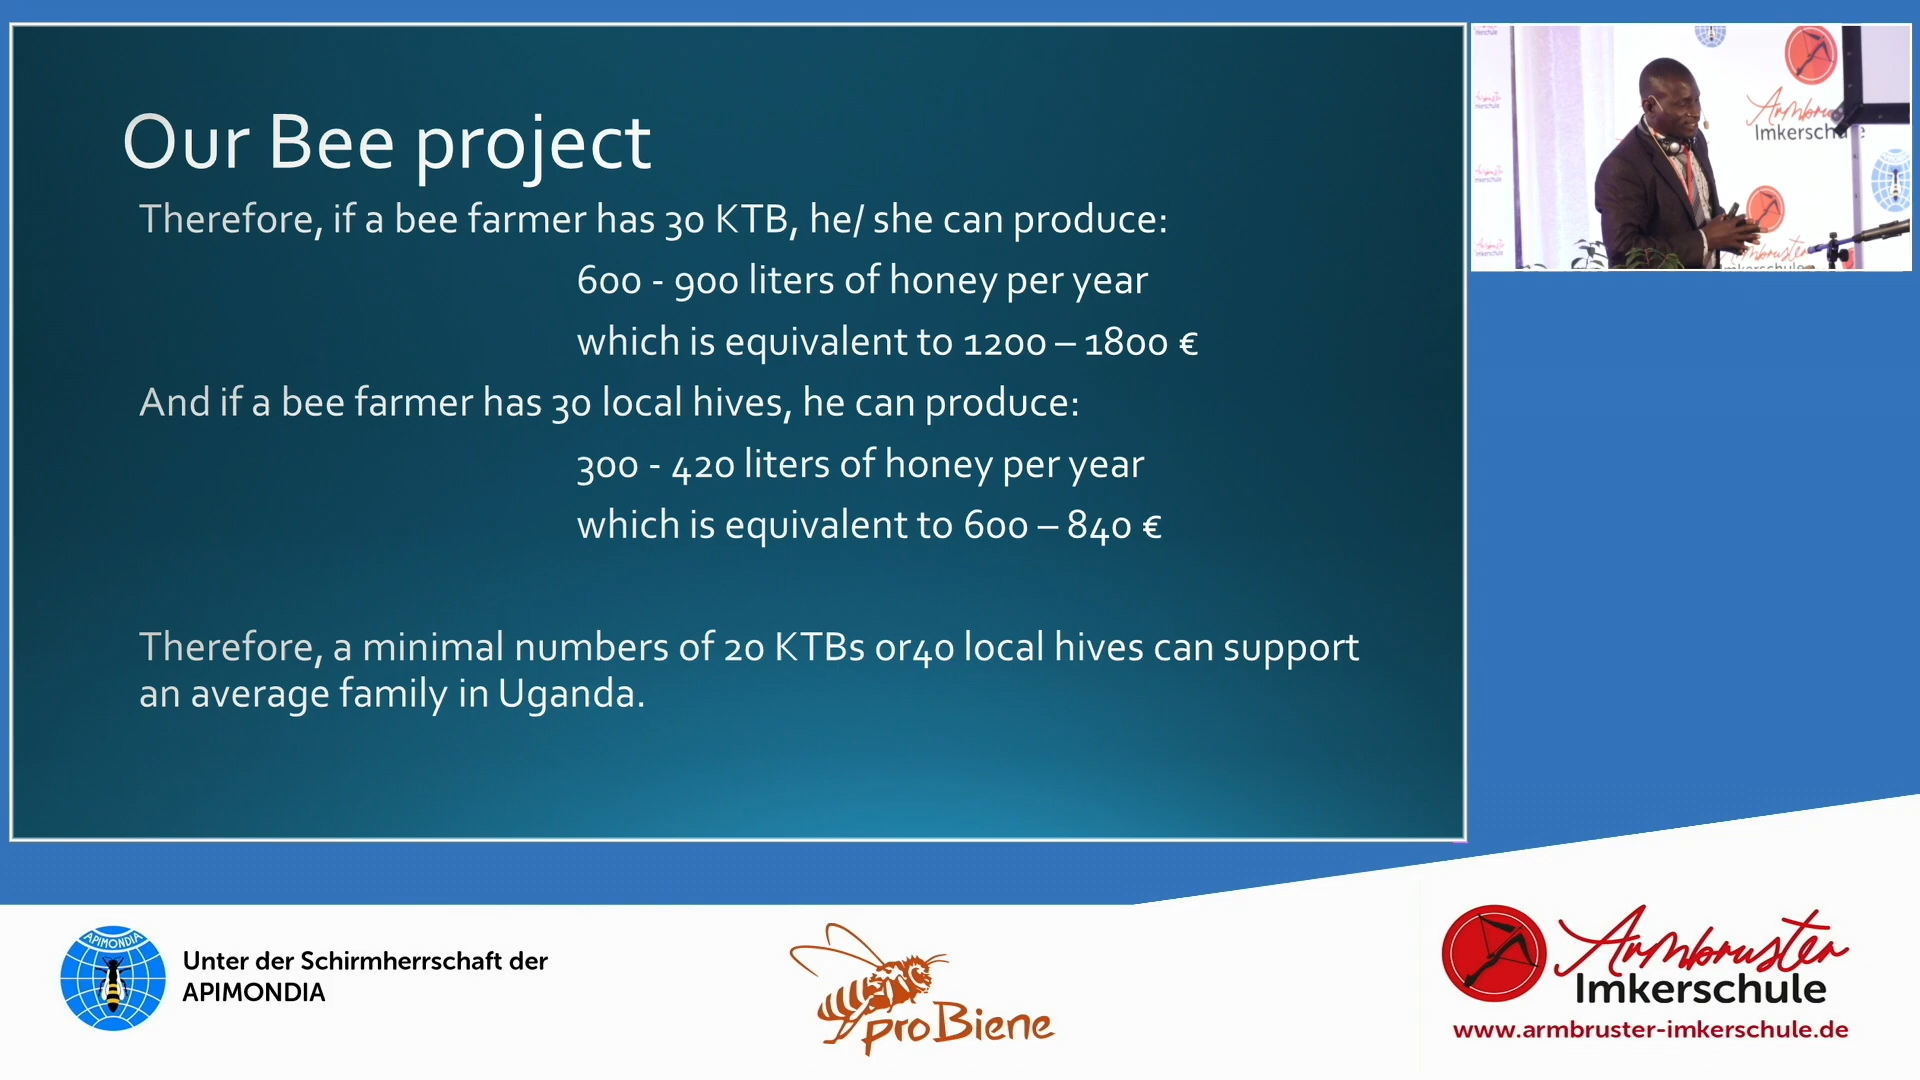 Our Bee project
Therefore, if a bee farmer has 30 KTB, he/ she can produce:
600 - 900 liters of honey per year
which is equivalent to 1200 – 1800 €
And if a bee farmer has 30 local hives, he can produce:
300 - 420 liters of honey per year
which is equivalent to 600 – 840 €
Therefore, a minimal numbers of 20 KTBs or40 local hives can support
an average family in Uganda.
Imkerschule
APIMONDIA
Unter der Schirmherrschaft der
APIMONDIA
proBiene
Armbruster
Imkerschule
www.armbruster-imkerschule.de